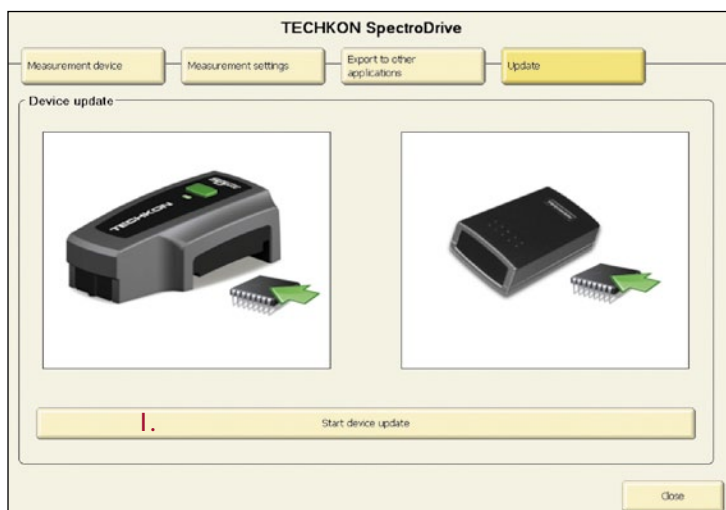 TECHKON SpectroDrive
Measurement device
Measurement settings
Export to other
applications
Update
Device update
TECHKON
TECHKON
1.
Start device update
Close